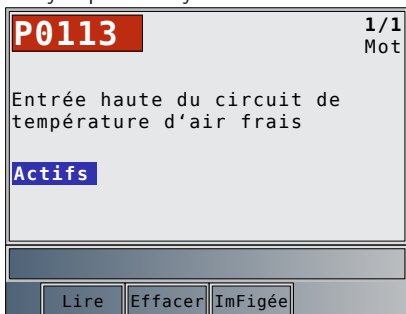 P0113
1/1
Mot
Entrée haute du circuit de
température d‘air frais
Actifs
Lire Effacer ImFigée